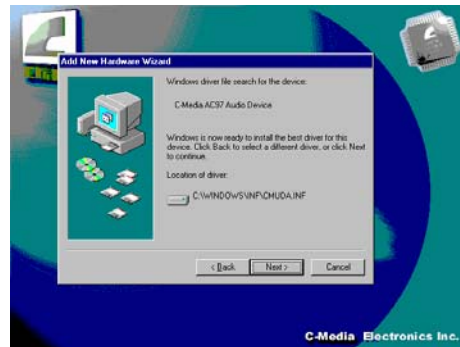 Add New Hardware Wizard
Windows driver file search for the device:
C-Media AC97 Audio Device
Windows is now ready to install the best driver for this
device. Click Back to select a different driver, or click Next
to continue.
Location of driver:
C:\WINDOWS\INF\CMUDA.INF
< Back
Next >
Cancel
C-Media Electronics Inc.